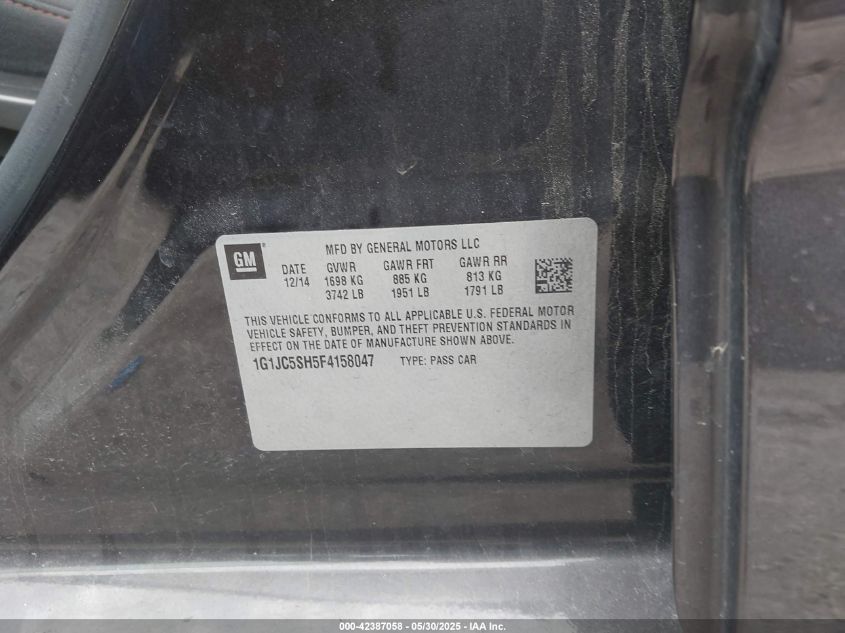 GM
MFD BY GENERAL MOTORS LLC
DATE GVWR GAWR FRT GAWR RR
12/14 1698 KG 885 KG 813 KG
3742 LB 1951 LB 1791 LB
THIS VEHICLE CONFORMS TO ALL APPLICABLE U.S. FEDERAL MOTOR
VEHICLE SAFETY, BUMPER, AND THEFT PREVENTION STANDARDS IN
EFFECT ON THE DATE OF MANUFACTURE SHOWN ABOVE.
1G1JC5SH5F4158047 TYPE: PASS CAR
000-42387058 - 05/30/2025 - IAA Inc.